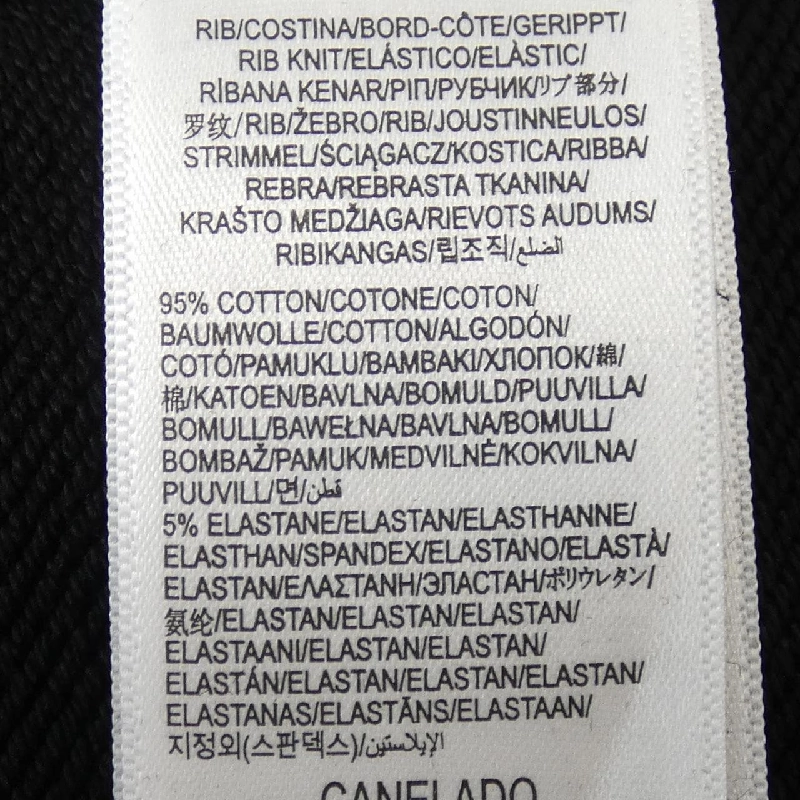 RIB/COSTINA/BORD-CÔTE/GERIPPT/
RIB KNIT/ELÁSTICO/ELÀSTIC/
RİBANA KENAR/ΡΙΠ/РУБЧИК/リブ部分/
罗纹/RIB/ŽEBRO/RIB/JOUSTINNEULOS/
STRIMMEL/ŚCIĄGACZ/KOSTICA/RIBBA/
REBRA/REBRASTA TKANINA/
KRAŠTO MEDŽIAGA/RIEVOTS AUDUMS/
RIBIKANGAS/립조직/الضلع
95% COTTON/COTONE/COTON/
BAUMWOLLE/COTTON/ALGODÓN/
COTÓ/PAMUKLU/ΒΑΜΒΑΚΙ/ХЛОПОК/綿/
棉/KATOEN/BAVLNA/BOMULD/PUUVILLA/
BOMULL/BAWEŁNA/BAVLNA/BOMULL/
BOMBAŽ/PAMUK/MEDVILNĖ/KOKVILNA/
PUUVILL/면/قطن
5% ELASTANE/ELASTAN/ELASTHANNE/
ELASTHAN/SPANDEX/ELASTANO/ELASTÀ/
ELASTAN/ΕΛΑΣΤΑΝΗ/ЭЛАСТАН/ポリウレタン/
氨纶/ELASTAN/ELASTAN/ELASTAN/
ELASTAANI/ELASTAN/ELASTAN/
ELASTÁN/ELASTAN/ELASTAN/ELASTAN/
ELASTANAS/ELASTĀNS/ELASTAAN/
지정외(스판덱스)/الإيلاستين
CANELADO